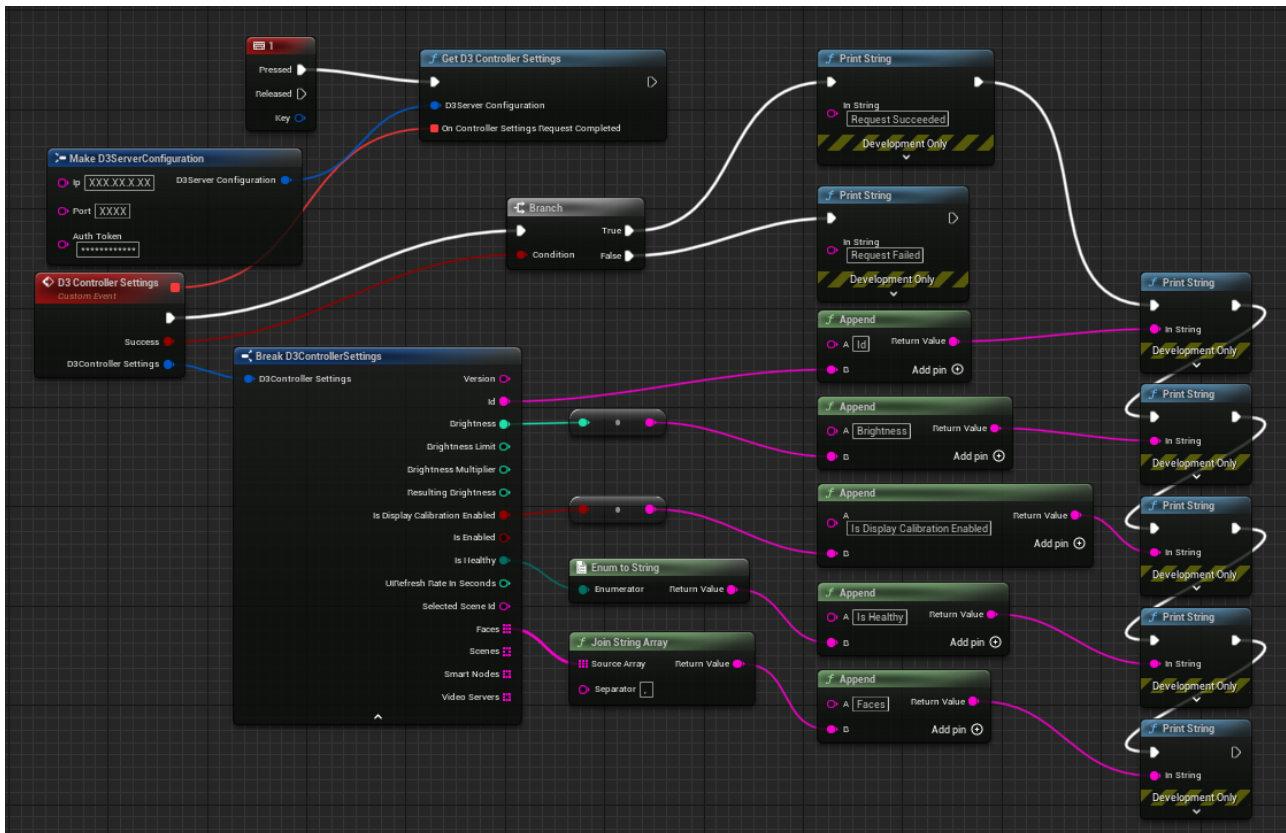 1
Pressed
Released
Key
Get D3 Controller Settings
D3Server Configuration
On Controller Settings Request Completed
Make D3ServerConfiguration
Ip XXX.XX.X.XX D3Server Configuration
Port XXXX
Auth Token
************
D3 Controller Settings
Custom Event
Success
D3Controller Settings
Branch
True
Condition False
Print String
In String
Request Succeeded
Development Only
Print String
In String
Request Failed
Development Only
Break D3ControllerSettings
D3Controller Settings Version
Id
Brightness
Brightness Limit
Brightness Multiplier
Resulting Brightness
Is Display Calibration Enabled
Is Enabled
Is Healthy
UIRefresh Rate In Seconds
Selected Scene Id
Faces
Scenes
Smart Nodes
Video Servers
Enum to String
Enumerator Return Value
Join String Array
Source Array Return Value
Separator ,
Append
A Id Return Value
B Add pin
Append
A Brightness Return Value
B Add pin
Append
A
Is Display Calibration Enabled Return Value
B Add pin
Append
A Is Healthy Return Value
B Add pin
Append
A Faces Return Value
B Add pin
Print String
In String
Development Only
Print String
In String
Development Only
Print String
In String
Development Only
Print String
In String
Development Only
Print String
In String
Development Only